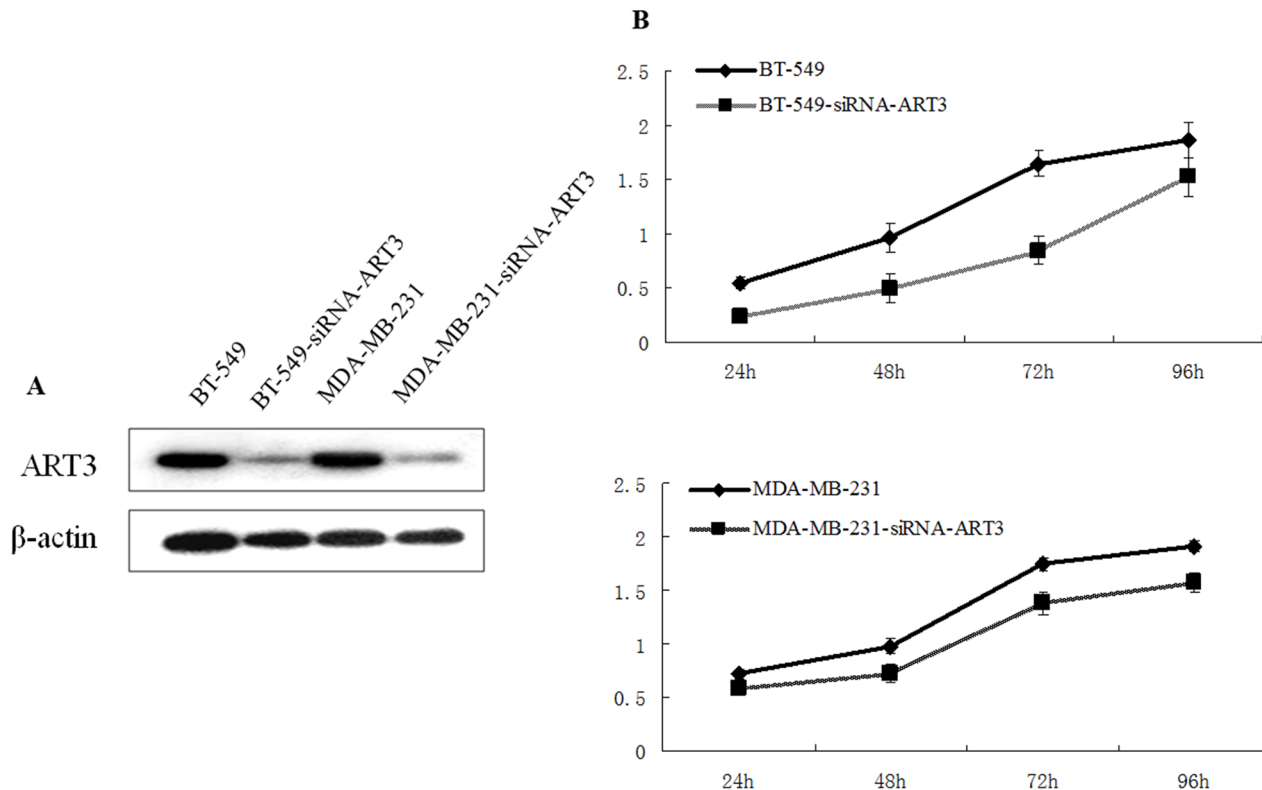 A
BT-549
BT-549-siRNA-ART3
MDA-MB-231
MDA-MB-231-siRNA-ART3
ART3
β-actin
B
BT-549
BT-549-siRNA-ART3
2.5
2
1.5
1
0.5
0
24h 48h 72h 96h
MDA-MB-231
MDA-MB-231-siRNA-ART3
2.5
2
1.5
1
0.5
0
24h 48h 72h 96h